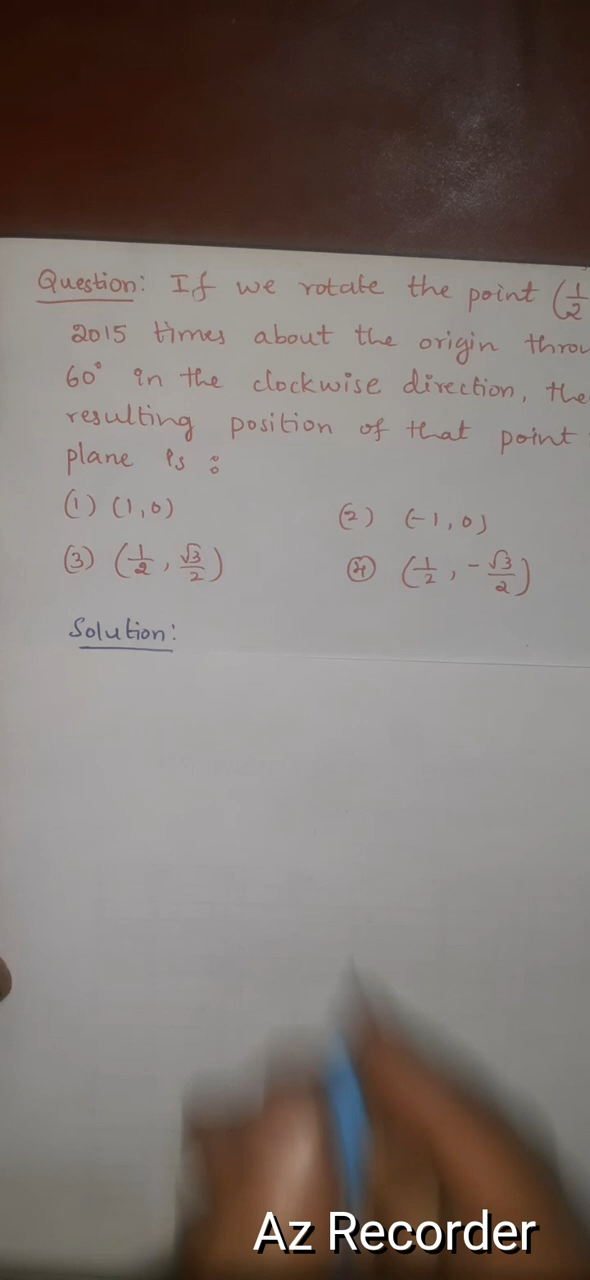 Question: If we rotate the point (1/2
2015 times about the origin throu
60° in the clockwise direction, the
resulting position of that point
plane is :
(1) (1,0) (2) (-1,0)
(3) (1/2, √3/2) (4) (1/2, -√3/2)
Solution:
Az Recorder